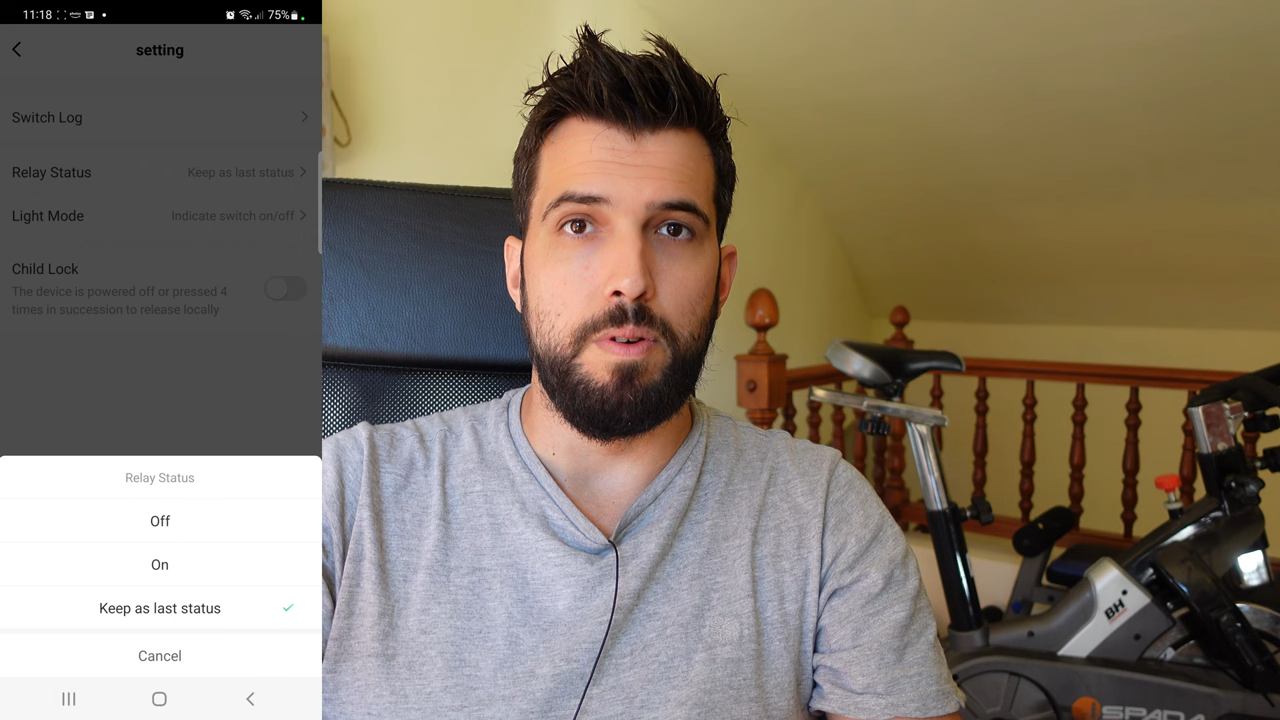 11:18
75%
setting
Switch Log
Relay Status
Keep as last status
Light Mode
Indicate switch on/off
Child Lock
The device is powered off or pressed 4
times in succession to release locally
Relay Status
Off
On
Keep as last status
Cancel
BH
SPADA